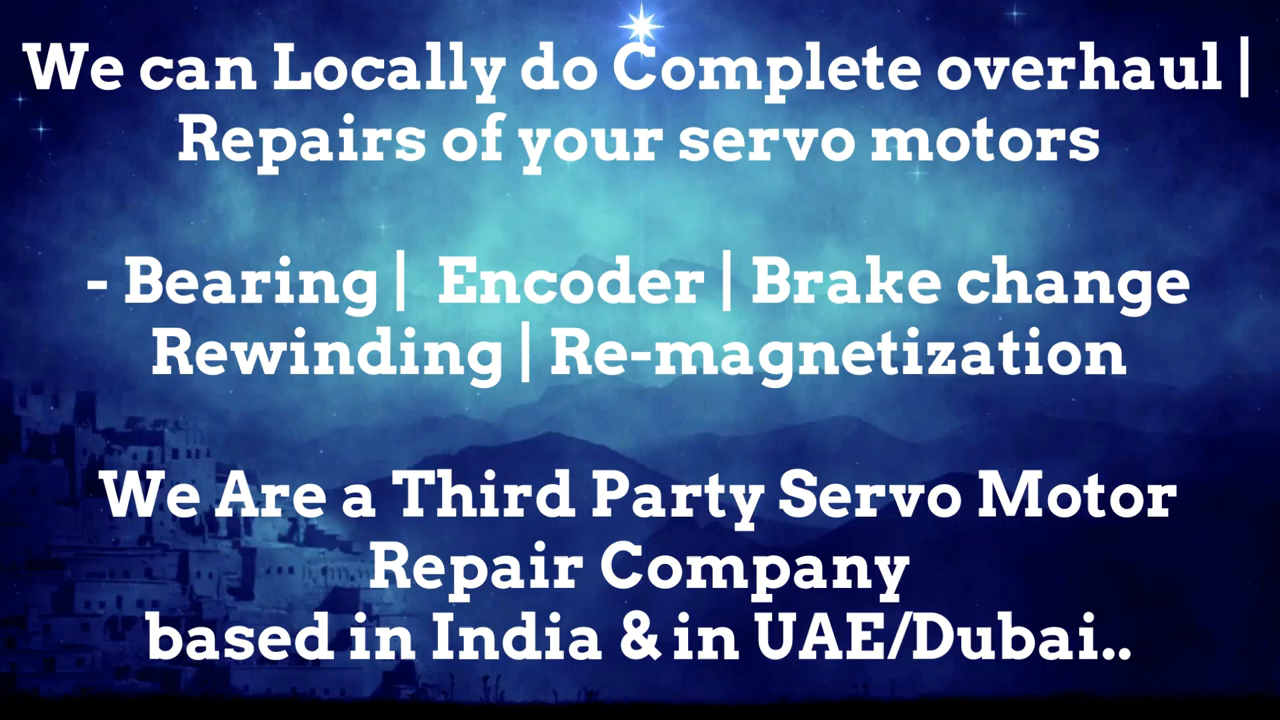 We can Locally do Complete overhaul |
Repairs of your servo motors
- Bearing | Encoder | Brake change
Rewinding | Re-magnetization
We Are a Third Party Servo Motor
Repair Company
based in India & in UAE/Dubai..